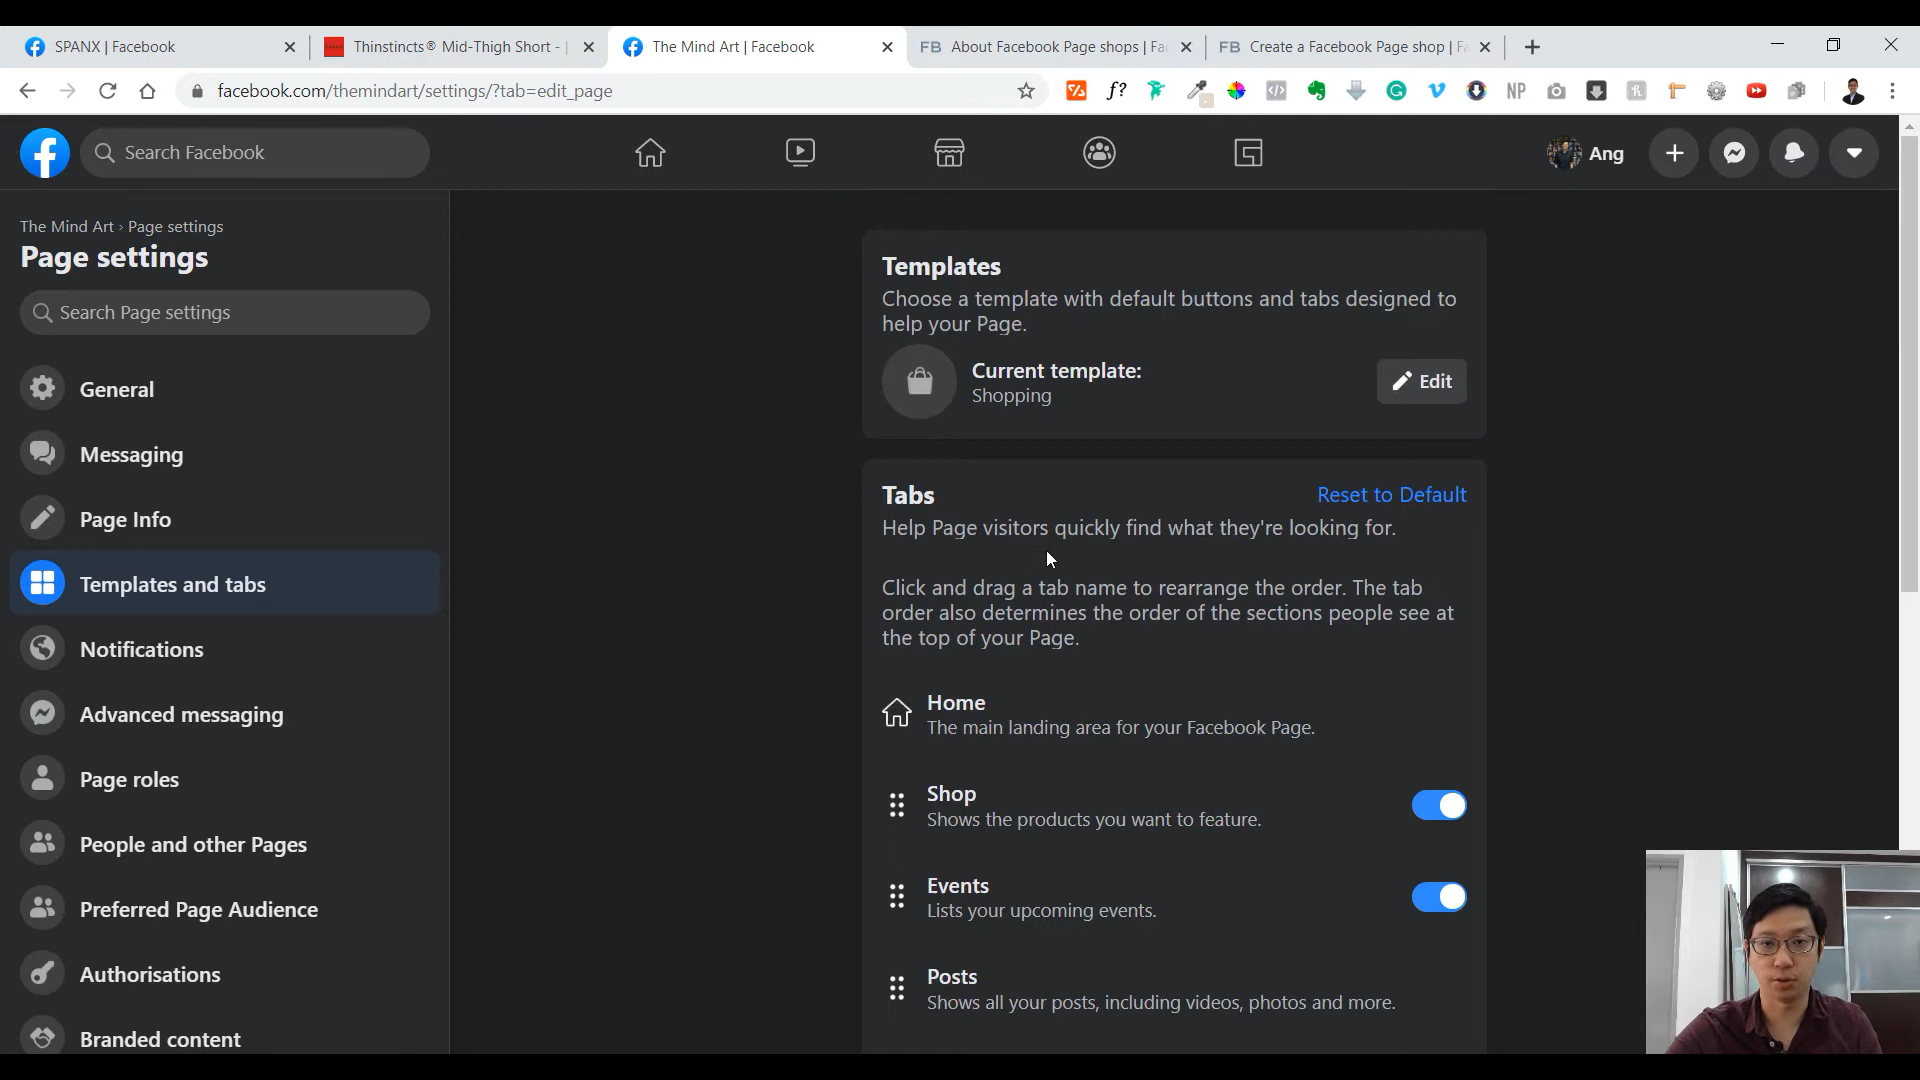 SPANX | Facebook
Thinstincts® Mid-Thigh Short - |
The Mind Art | Facebook
FB About Facebook Page shops | Fac
FB Create a Facebook Page shop | Fa
facebook.com/themindart/settings/?tab=edit_page
f?
NP
Search Facebook
Ang
The Mind Art › Page settings
Page settings
Search Page settings
General
Messaging
Page Info
Templates and tabs
Notifications
Advanced messaging
Page roles
People and other Pages
Preferred Page Audience
Authorisations
Branded content
Templates
Choose a template with default buttons and tabs designed to
help your Page.
Current template:
Shopping
Edit
Tabs
Reset to Default
Help Page visitors quickly find what they're looking for.
Click and drag a tab name to rearrange the order. The tab
order also determines the order of the sections people see at
the top of your Page.
Home
The main landing area for your Facebook Page.
Shop
Shows the products you want to feature.
Events
Lists your upcoming events.
Posts
Shows all your posts, including videos, photos and more.